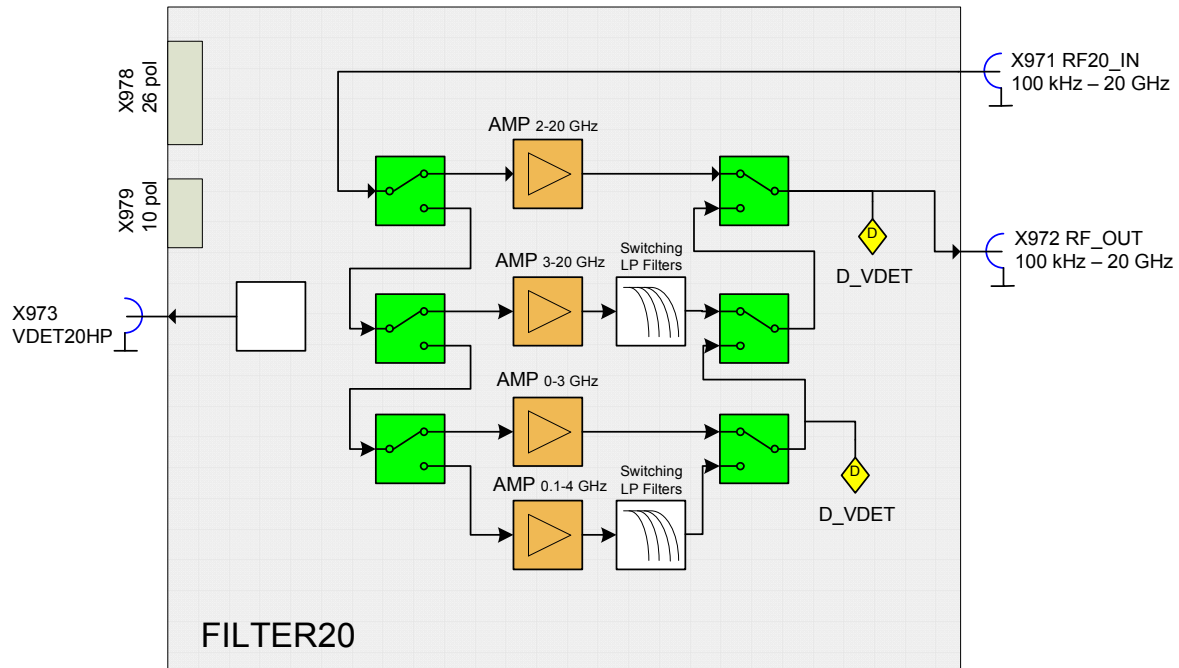 X978
26 pol
X979
10 pol
X973
VDET20HP
X971 RF20_IN
100 kHz – 20 GHz
X972 RF_OUT
100 kHz – 20 GHz
AMP 2-20 GHz
D
D_VDET
AMP 3-20 GHz
Switching
LP Filters
AMP 0-3 GHz
AMP 0.1-4 GHz
Switching
LP Filters
D
D_VDET
FILTER20